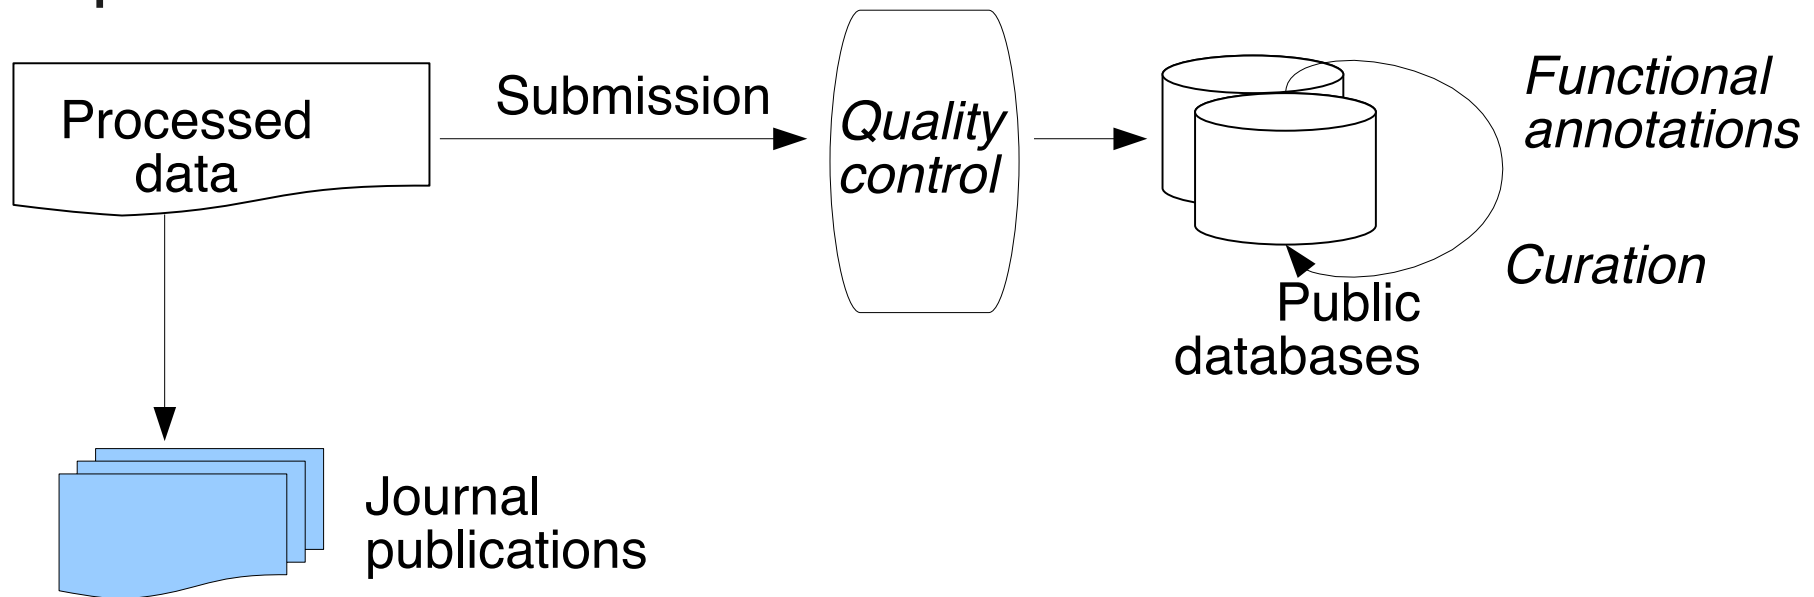 Processed
data
Submission
Quality
control
Functional
annotations
Curation
Public
databases
Journal
publications